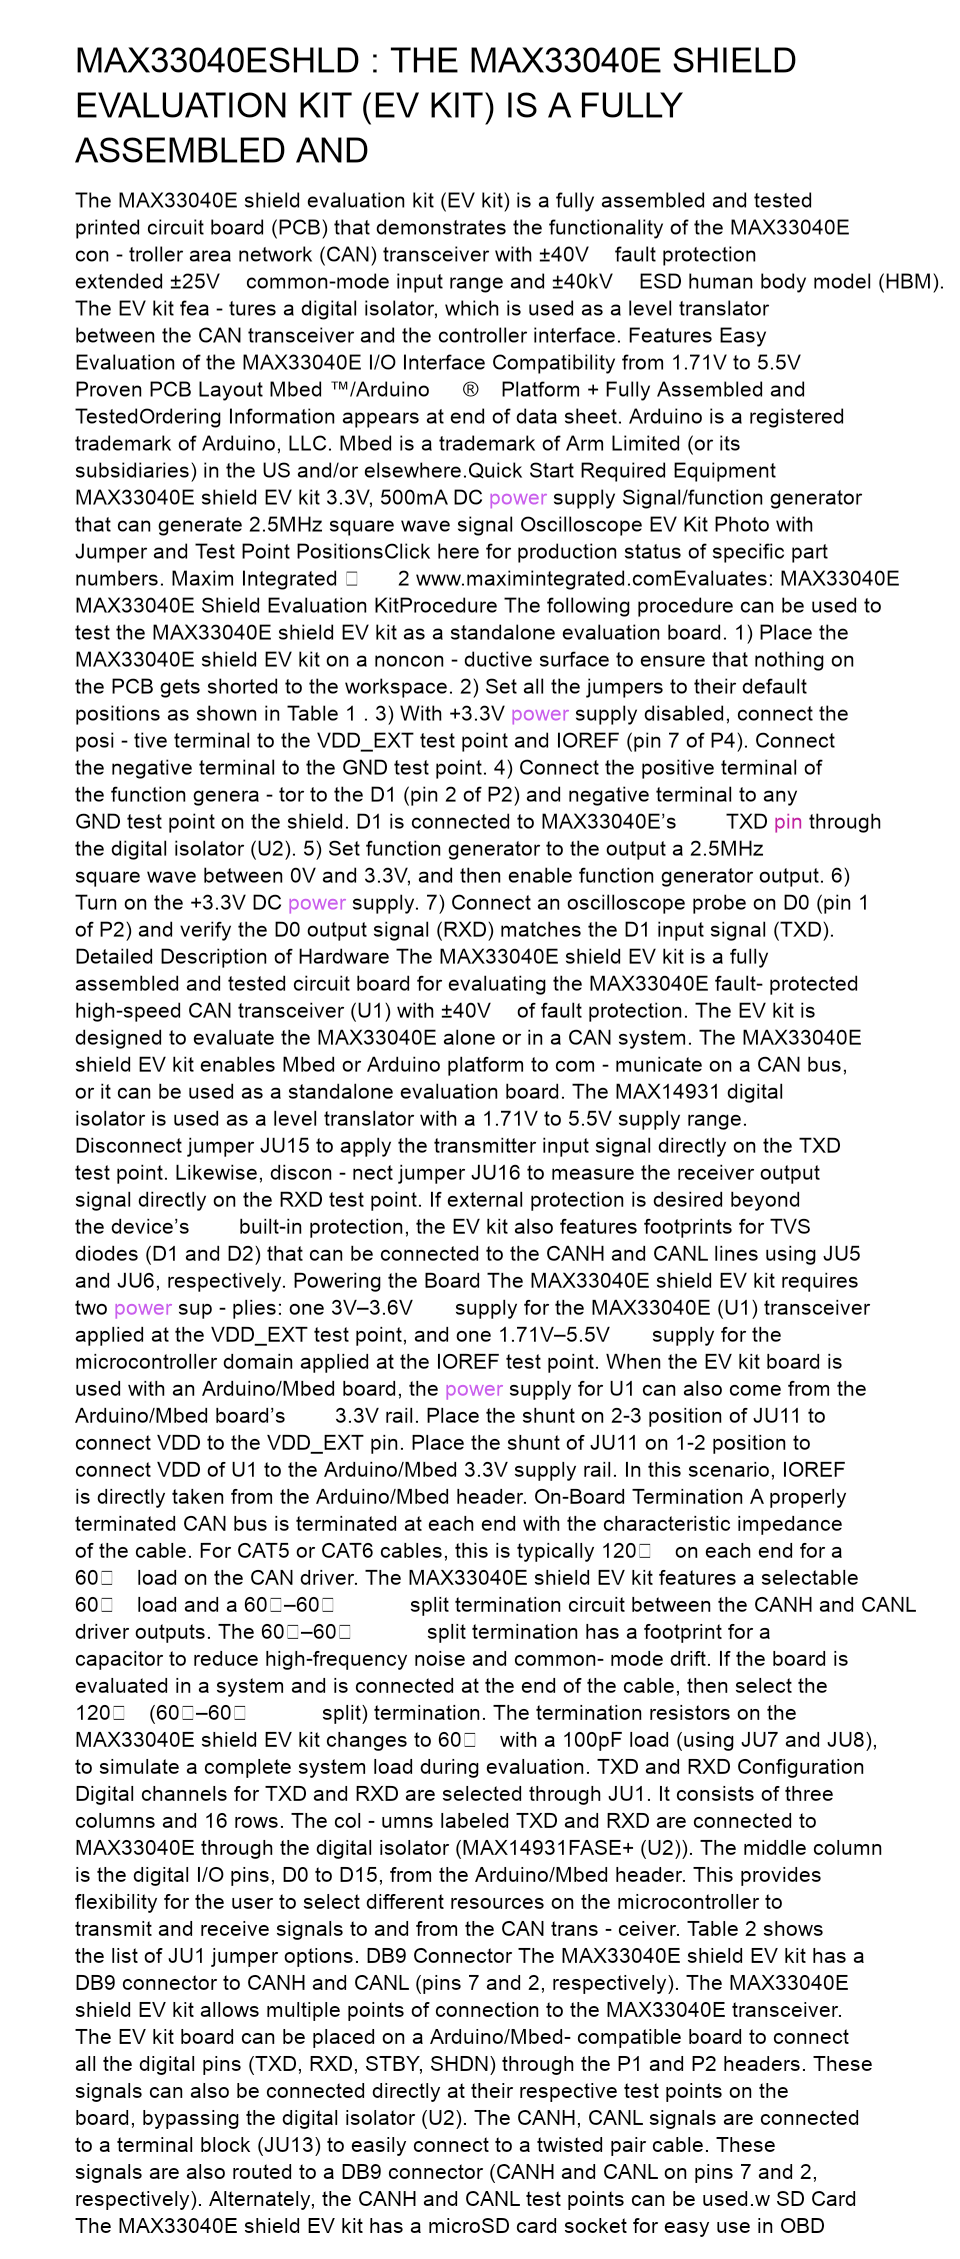 MAX33040ESHLD : THE MAX33040E SHIELD
EVALUATION KIT (EV KIT) IS A FULLY
ASSEMBLED AND
The MAX33040E shield evaluation kit (EV kit) is a fully assembled and tested
printed circuit board (PCB) that demonstrates the functionality of the MAX33040E
con - troller area network (CAN) transceiver with ±40V fault protection
extended ±25V common-mode input range and ±40kV ESD human body model (HBM).
The EV kit fea - tures a digital isolator, which is used as a level translator
between the CAN transceiver and the controller interface. Features Easy
Evaluation of the MAX33040E I/O Interface Compatibility from 1.71V to 5.5V
Proven PCB Layout Mbed ™/Arduino ® Platform + Fully Assembled and
TestedOrdering Information appears at end of data sheet. Arduino is a registered
trademark of Arduino, LLC. Mbed is a trademark of Arm Limited (or its
subsidiaries) in the US and/or elsewhere.Quick Start Required Equipment
MAX33040E shield EV kit 3.3V, 500mA DC power supply Signal/function generator
that can generate 2.5MHz square wave signal Oscilloscope EV Kit Photo with
Jumper and Test Point PositionsClick here for production status of specific part
numbers. Maxim Integrated □ 2 www.maximintegrated.comEvaluates: MAX33040E
MAX33040E Shield Evaluation KitProcedure The following procedure can be used to
test the MAX33040E shield EV kit as a standalone evaluation board. 1) Place the
MAX33040E shield EV kit on a noncon - ductive surface to ensure that nothing on
the PCB gets shorted to the workspace. 2) Set all the jumpers to their default
positions as shown in Table 1 . 3) With +3.3V power supply disabled, connect the
posi - tive terminal to the VDD_EXT test point and IOREF (pin 7 of P4). Connect
the negative terminal to the GND test point. 4) Connect the positive terminal of
the function genera - tor to the D1 (pin 2 of P2) and negative terminal to any
GND test point on the shield. D1 is connected to MAX33040E’s TXD pin through
the digital isolator (U2). 5) Set function generator to the output a 2.5MHz
square wave between 0V and 3.3V, and then enable function generator output. 6)
Turn on the +3.3V DC power supply. 7) Connect an oscilloscope probe on D0 (pin 1
of P2) and verify the D0 output signal (RXD) matches the D1 input signal (TXD).
Detailed Description of Hardware The MAX33040E shield EV kit is a fully
assembled and tested circuit board for evaluating the MAX33040E fault- protected
high-speed CAN transceiver (U1) with ±40V of fault protection. The EV kit is
designed to evaluate the MAX33040E alone or in a CAN system. The MAX33040E
shield EV kit enables Mbed or Arduino platform to com - municate on a CAN bus,
or it can be used as a standalone evaluation board. The MAX14931 digital
isolator is used as a level translator with a 1.71V to 5.5V supply range.
Disconnect jumper JU15 to apply the transmitter input signal directly on the TXD
test point. Likewise, discon - nect jumper JU16 to measure the receiver output
signal directly on the RXD test point. If external protection is desired beyond
the device’s built-in protection, the EV kit also features footprints for TVS
diodes (D1 and D2) that can be connected to the CANH and CANL lines using JU5
and JU6, respectively. Powering the Board The MAX33040E shield EV kit requires
two power sup - plies: one 3V–3.6V supply for the MAX33040E (U1) transceiver
applied at the VDD_EXT test point, and one 1.71V–5.5V supply for the
microcontroller domain applied at the IOREF test point. When the EV kit board is
used with an Arduino/Mbed board, the power supply for U1 can also come from the
Arduino/Mbed board’s 3.3V rail. Place the shunt on 2-3 position of JU11 to
connect VDD to the VDD_EXT pin. Place the shunt of JU11 on 1-2 position to
connect VDD of U1 to the Arduino/Mbed 3.3V supply rail. In this scenario, IOREF
is directly taken from the Arduino/Mbed header. On-Board Termination A properly
terminated CAN bus is terminated at each end with the characteristic impedance
of the cable. For CAT5 or CAT6 cables, this is typically 120□ on each end for a
60□ load on the CAN driver. The MAX33040E shield EV kit features a selectable
60□ load and a 60□–60□ split termination circuit between the CANH and CANL
driver outputs. The 60□–60□ split termination has a footprint for a
capacitor to reduce high-frequency noise and common- mode drift. If the board is
evaluated in a system and is connected at the end of the cable, then select the
120□ (60□–60□ split) termination. The termination resistors on the
MAX33040E shield EV kit changes to 60□ with a 100pF load (using JU7 and JU8),
to simulate a complete system load during evaluation. TXD and RXD Configuration
Digital channels for TXD and RXD are selected through JU1. It consists of three
columns and 16 rows. The col - umns labeled TXD and RXD are connected to
MAX33040E through the digital isolator (MAX14931FASE+ (U2)). The middle column
is the digital I/O pins, D0 to D15, from the Arduino/Mbed header. This provides
flexibility for the user to select different resources on the microcontroller to
transmit and receive signals to and from the CAN trans - ceiver. Table 2 shows
the list of JU1 jumper options. DB9 Connector The MAX33040E shield EV kit has a
DB9 connector to CANH and CANL (pins 7 and 2, respectively). The MAX33040E
shield EV kit allows multiple points of connection to the MAX33040E transceiver.
The EV kit board can be placed on a Arduino/Mbed- compatible board to connect
all the digital pins (TXD, RXD, STBY, SHDN) through the P1 and P2 headers. These
signals can also be connected directly at their respective test points on the
board, bypassing the digital isolator (U2). The CANH, CANL signals are connected
to a terminal block (JU13) to easily connect to a twisted pair cable. These
signals are also routed to a DB9 connector (CANH and CANL on pins 7 and 2,
respectively). Alternately, the CANH and CANL test points can be used.w SD Card
The MAX33040E shield EV kit has a microSD card socket for easy use in OBD